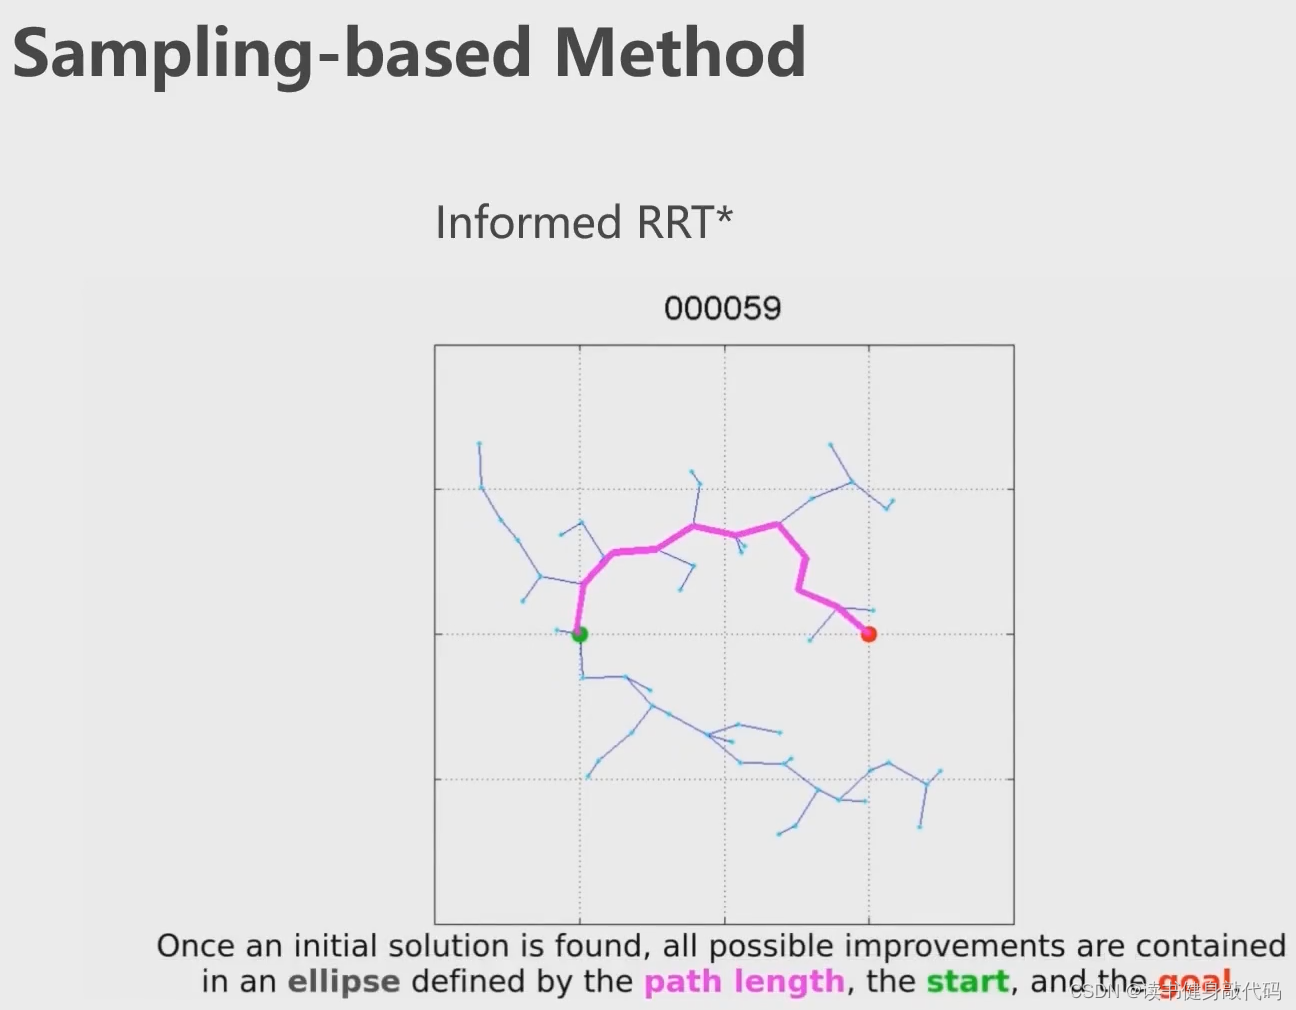 Sampling-based Method
Informed RRT*
000059
Once an initial solution is found, all possible improvements are contained
in an ellipse defined by the path length, the start, and the goal.
CSDN @读书健身敲代码